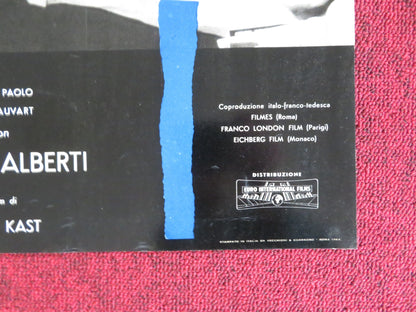 PAOLO
AUVART
ALBERTI
m di
KAST
Coproduzione italo-franco-tedesca
FILMES (Roma)
FRANCO LONDON FILM (Parigi)
EICHBERG FILM (Monaco)
DISTRIBUZIONE
EURO INTERNATIONAL FILMS